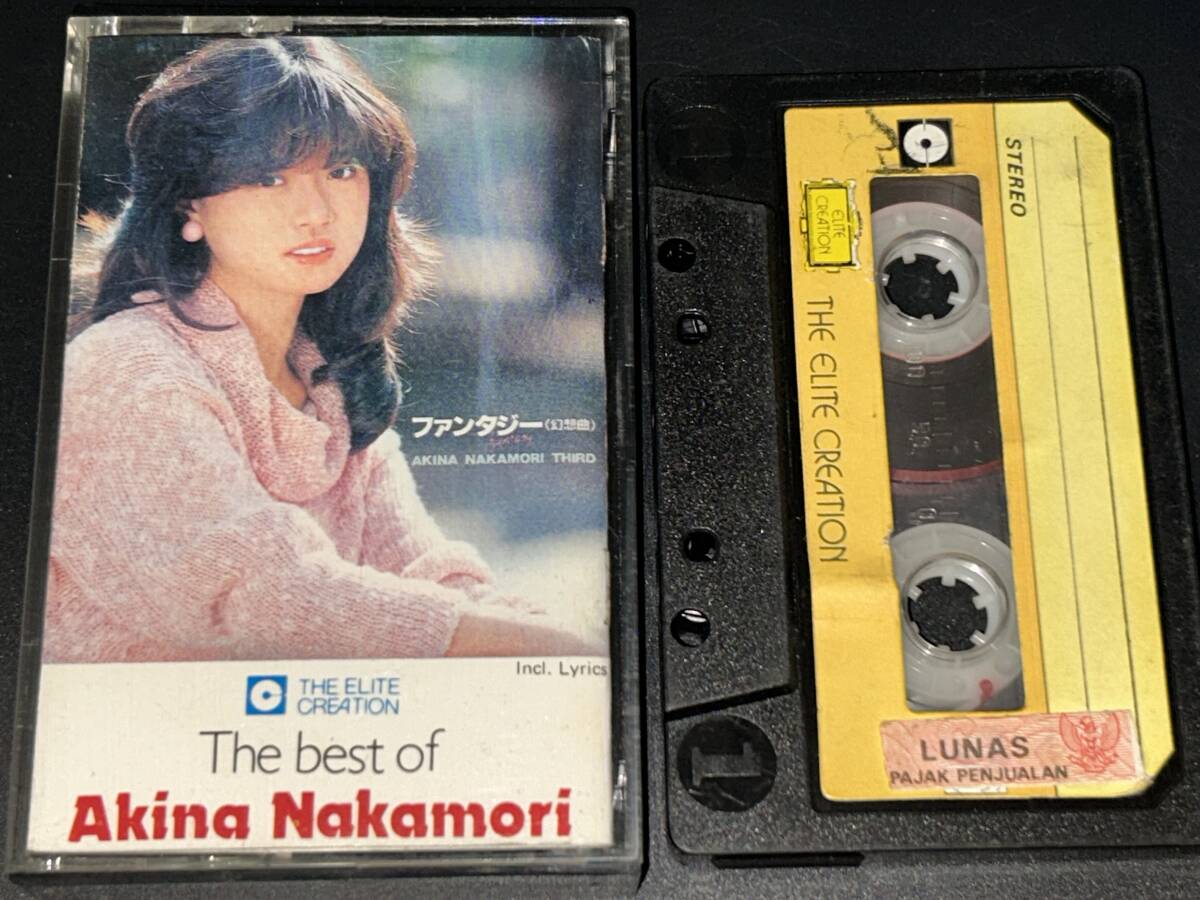 ファンタジー〈幻想曲〉
AKINA NAKAMORI THIRD
Incl. Lyrics
THE ELITE
CREATION
The best of
Akina Nakamori
STEREO
ELITE
CREATION
THE ELITE CREATION
LUNAS
PAJAK PENJUALAN